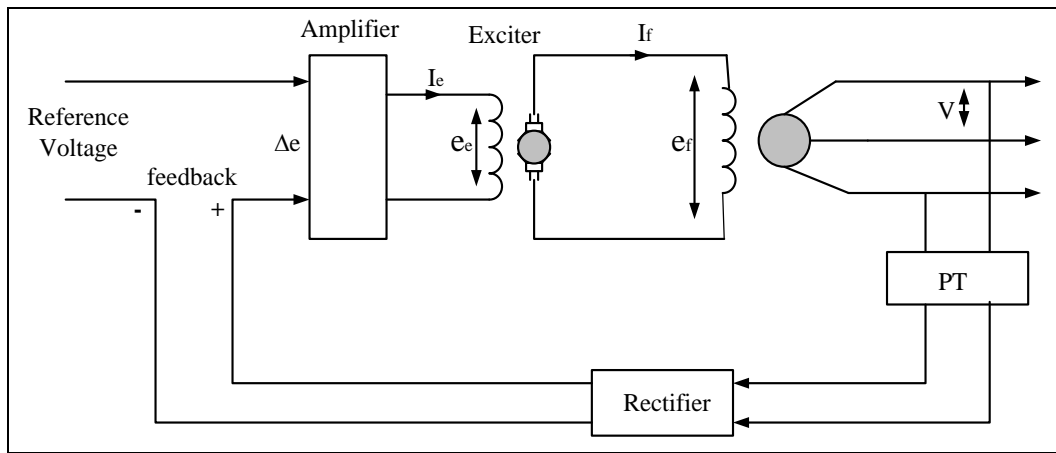 Amplifier
Exciter
If
Ie
Reference
Voltage
Δe
ee
ef
V
feedback
-
+
PT
Rectifier